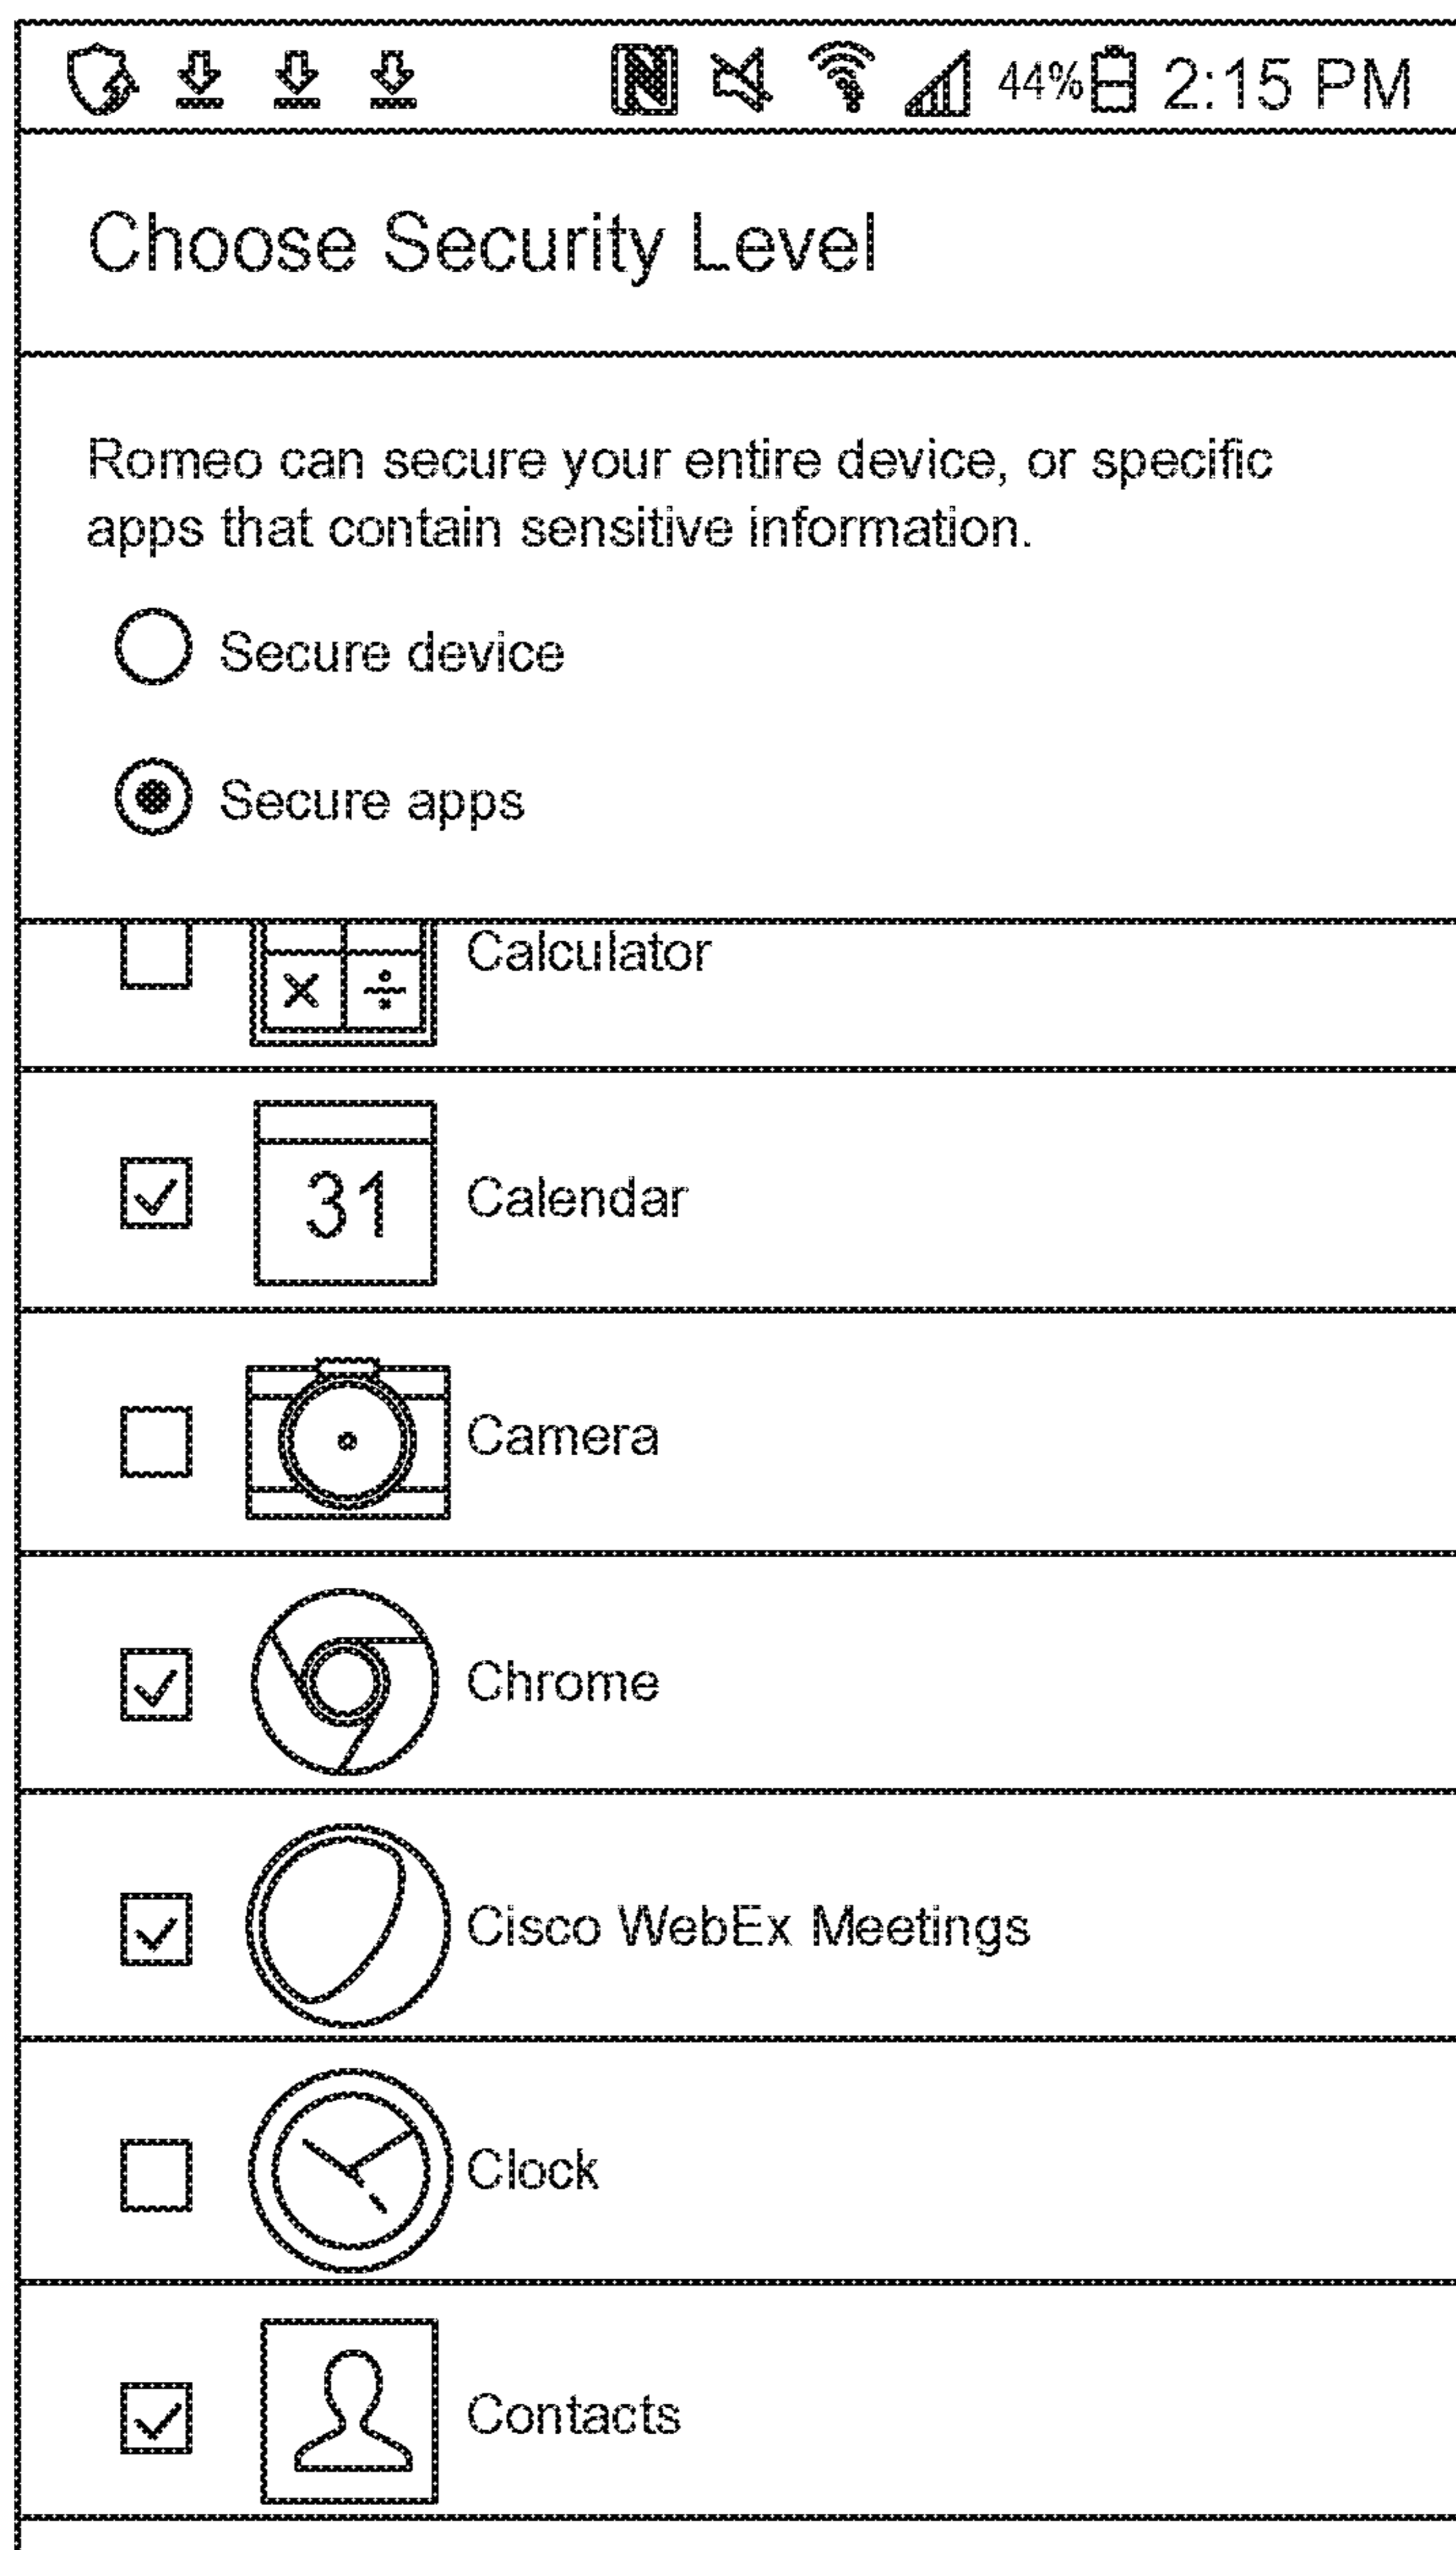 44% 2:15 PM
Choose Security Level
Romeo can secure your entire device, or specific
apps that contain sensitive information.
Secure device
Secure apps
Calculator
31 Calendar
Camera
Chrome
Cisco WebEx Meetings
Clock
Contacts